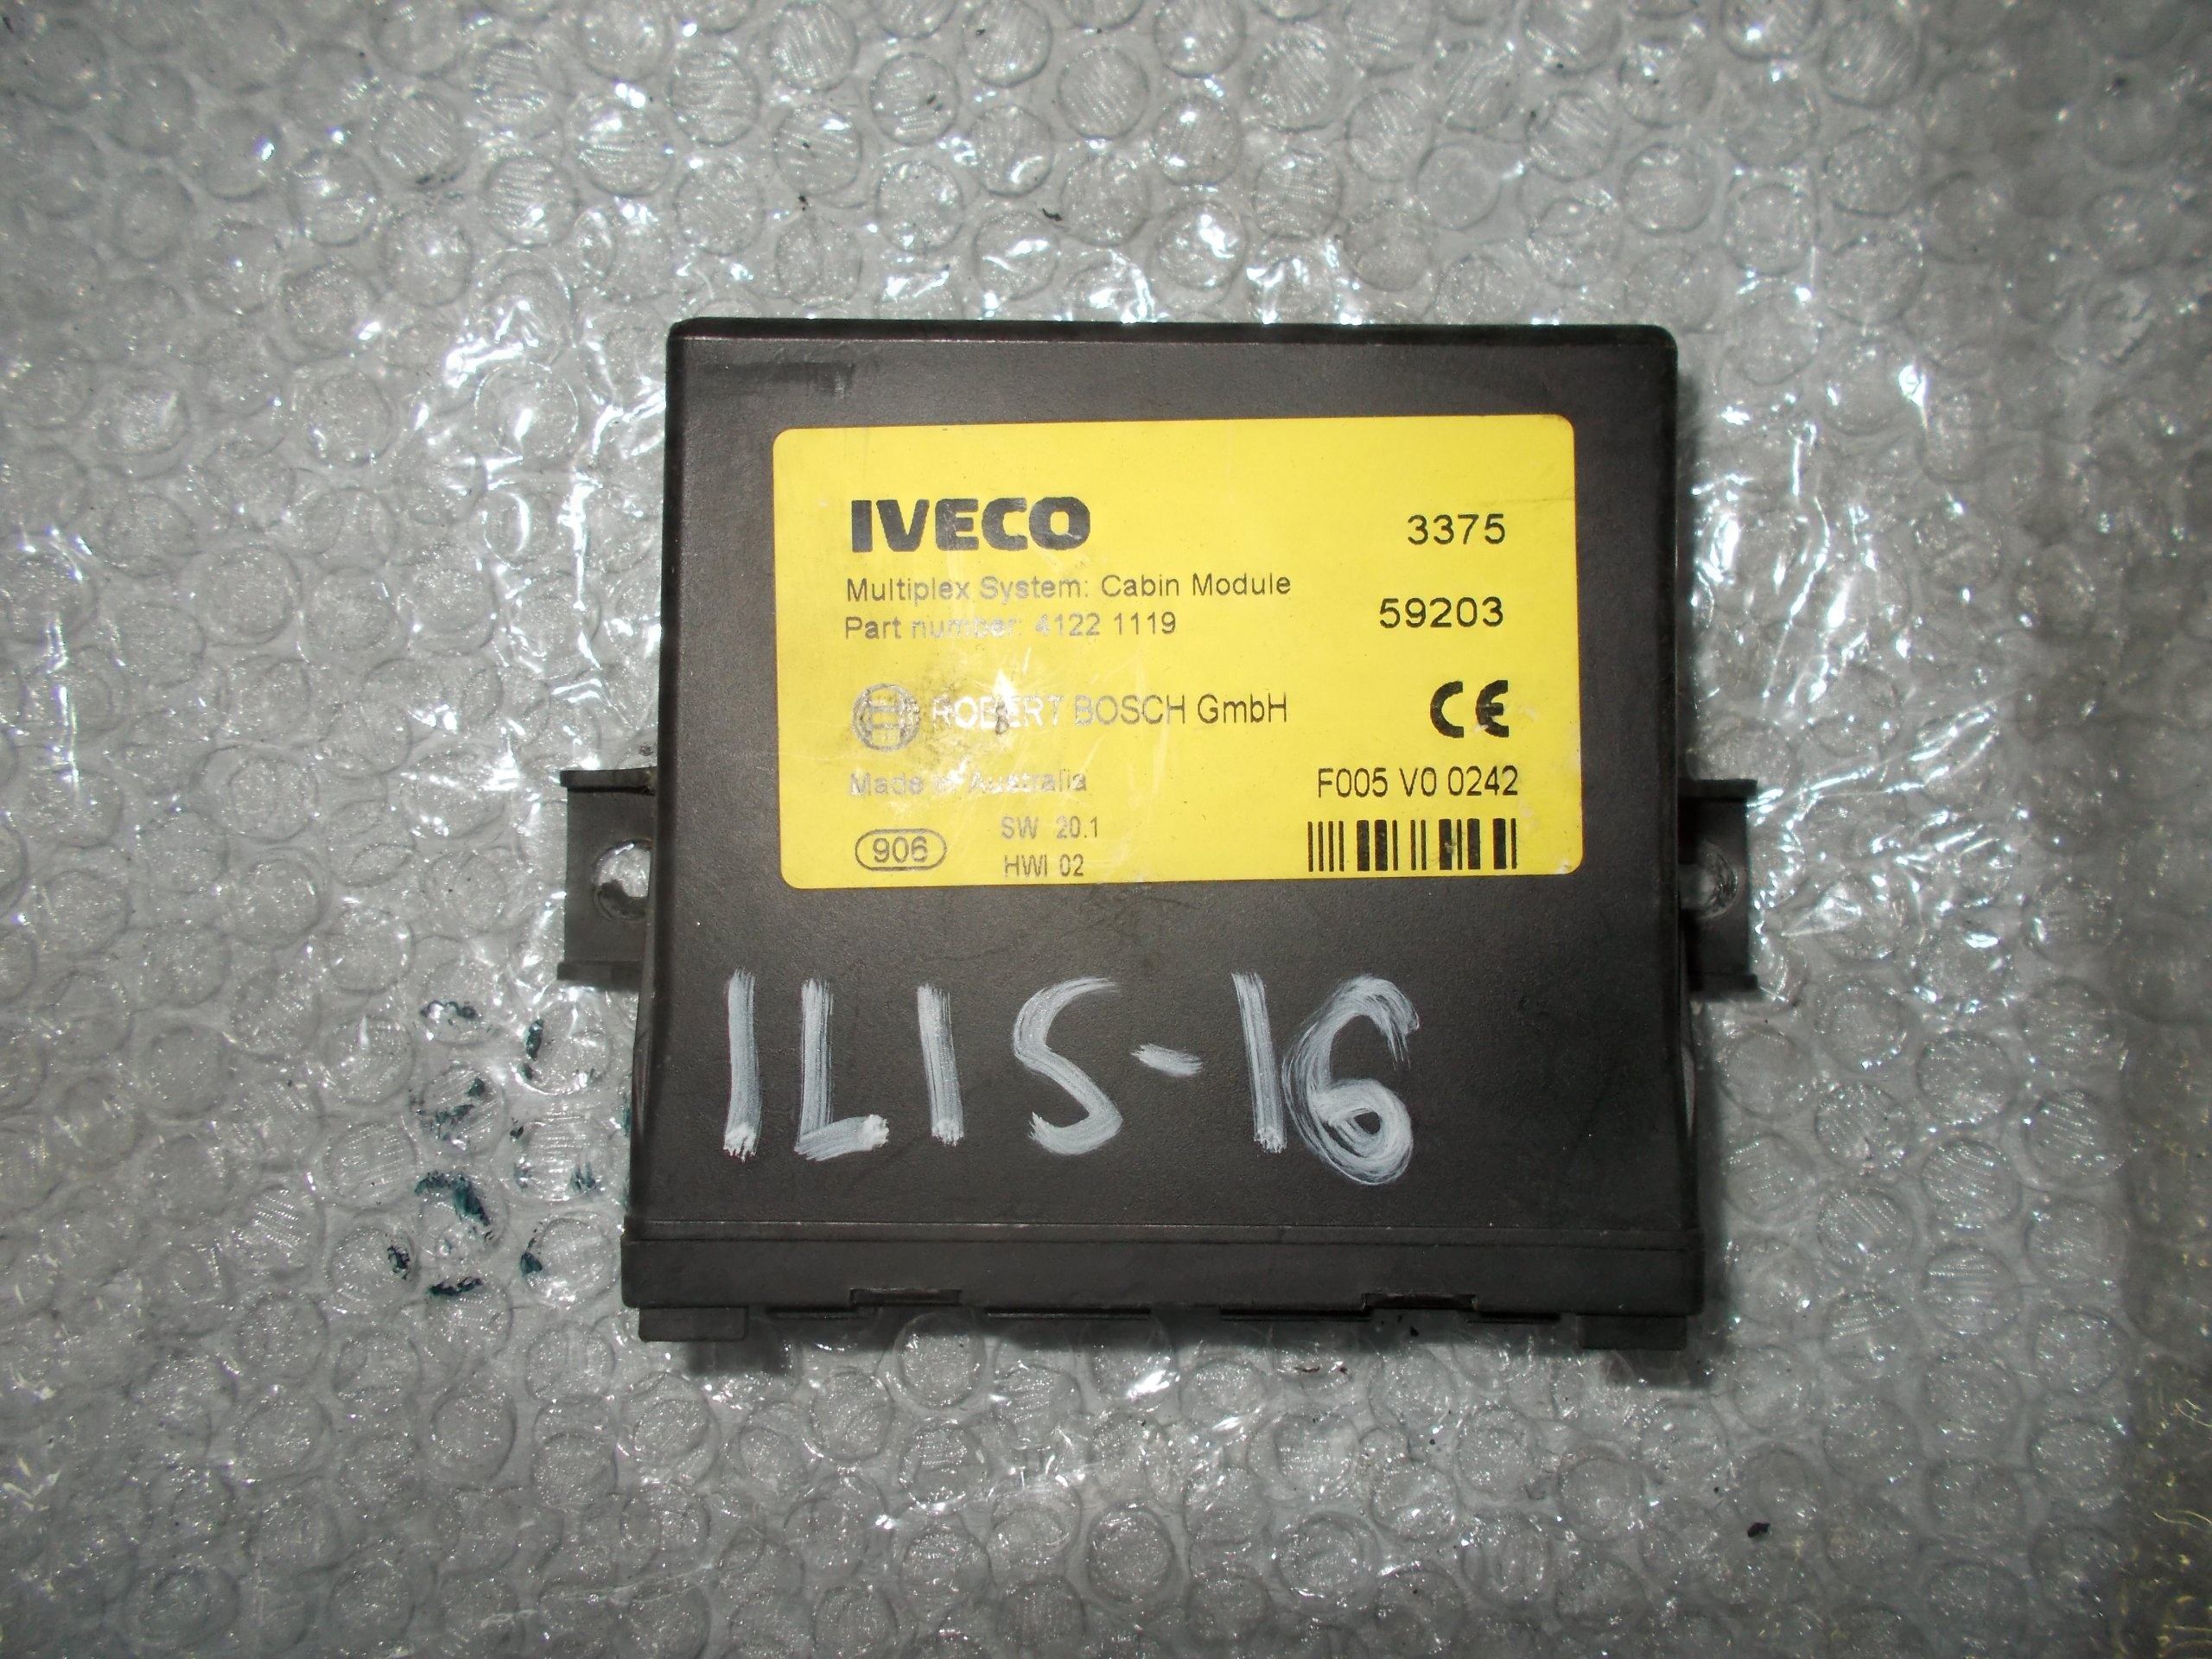 IVECO 3375
Multiplex System: Cabin Module
Part number: 4122 1119 59203
ROBERT BOSCH GmbH CE
Made of Australia F005 V0 0242
906 SW 20.1
HWI 02
ILIS-16